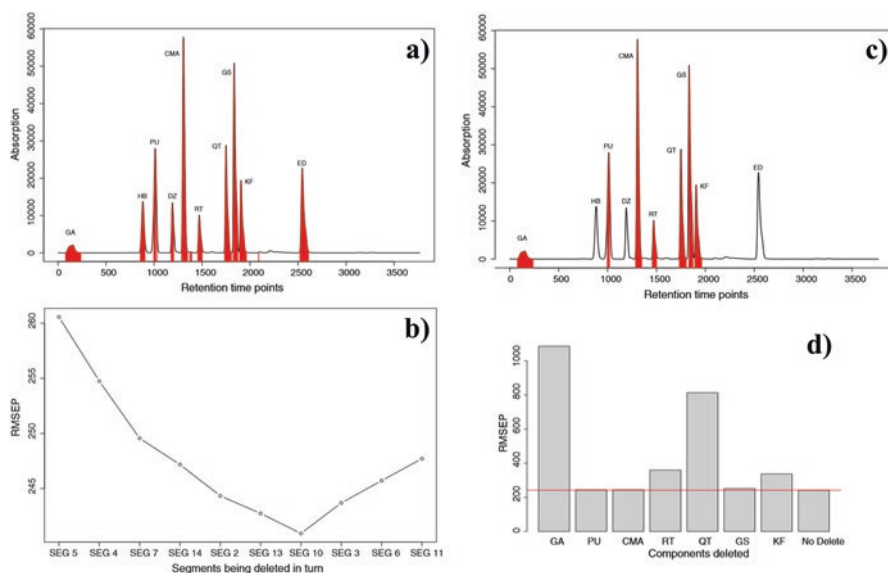 a)
60000
50000
40000
30000
20000
10000
0
Absorption
GA
HB
PU
DZ
CMA
RT
QT
GS
KF
ED
0 500 1000 1500 2000 2500 3000 3500
Retention time points
c)
60000
50000
40000
30000
20000
10000
0
Absorption
GA
HB
PU
DZ
CMA
RT
QT
GS
KF
ED
0 500 1000 1500 2000 2500 3000 3500
Retention time points
b)
260
255
250
245
RMSEP
SEG 5 SEG 4 SEG 7 SEG 14 SEG 2 SEG 13 SEG 10 SEG 3 SEG 6 SEG 11
Segments being deleted in turn
d)
1000
800
600
400
200
0
RMSEP
GA PU CMA RT QT GS KF No Delete
Components deleted